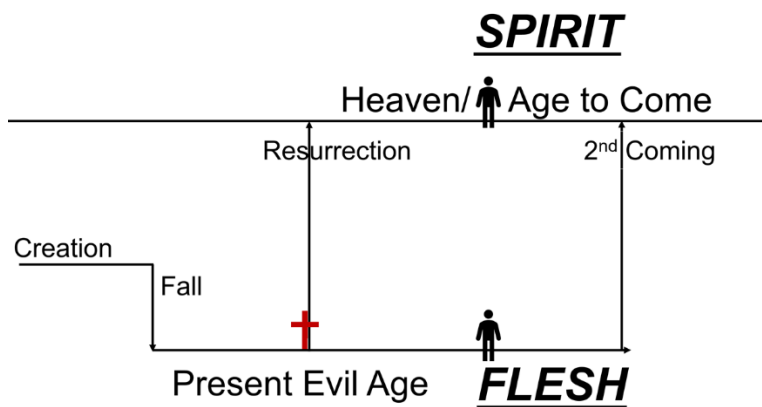 SPIRIT
Heaven/ Age to Come
Resurrection
2nd Coming
Creation
Fall
Present Evil Age
FLESH